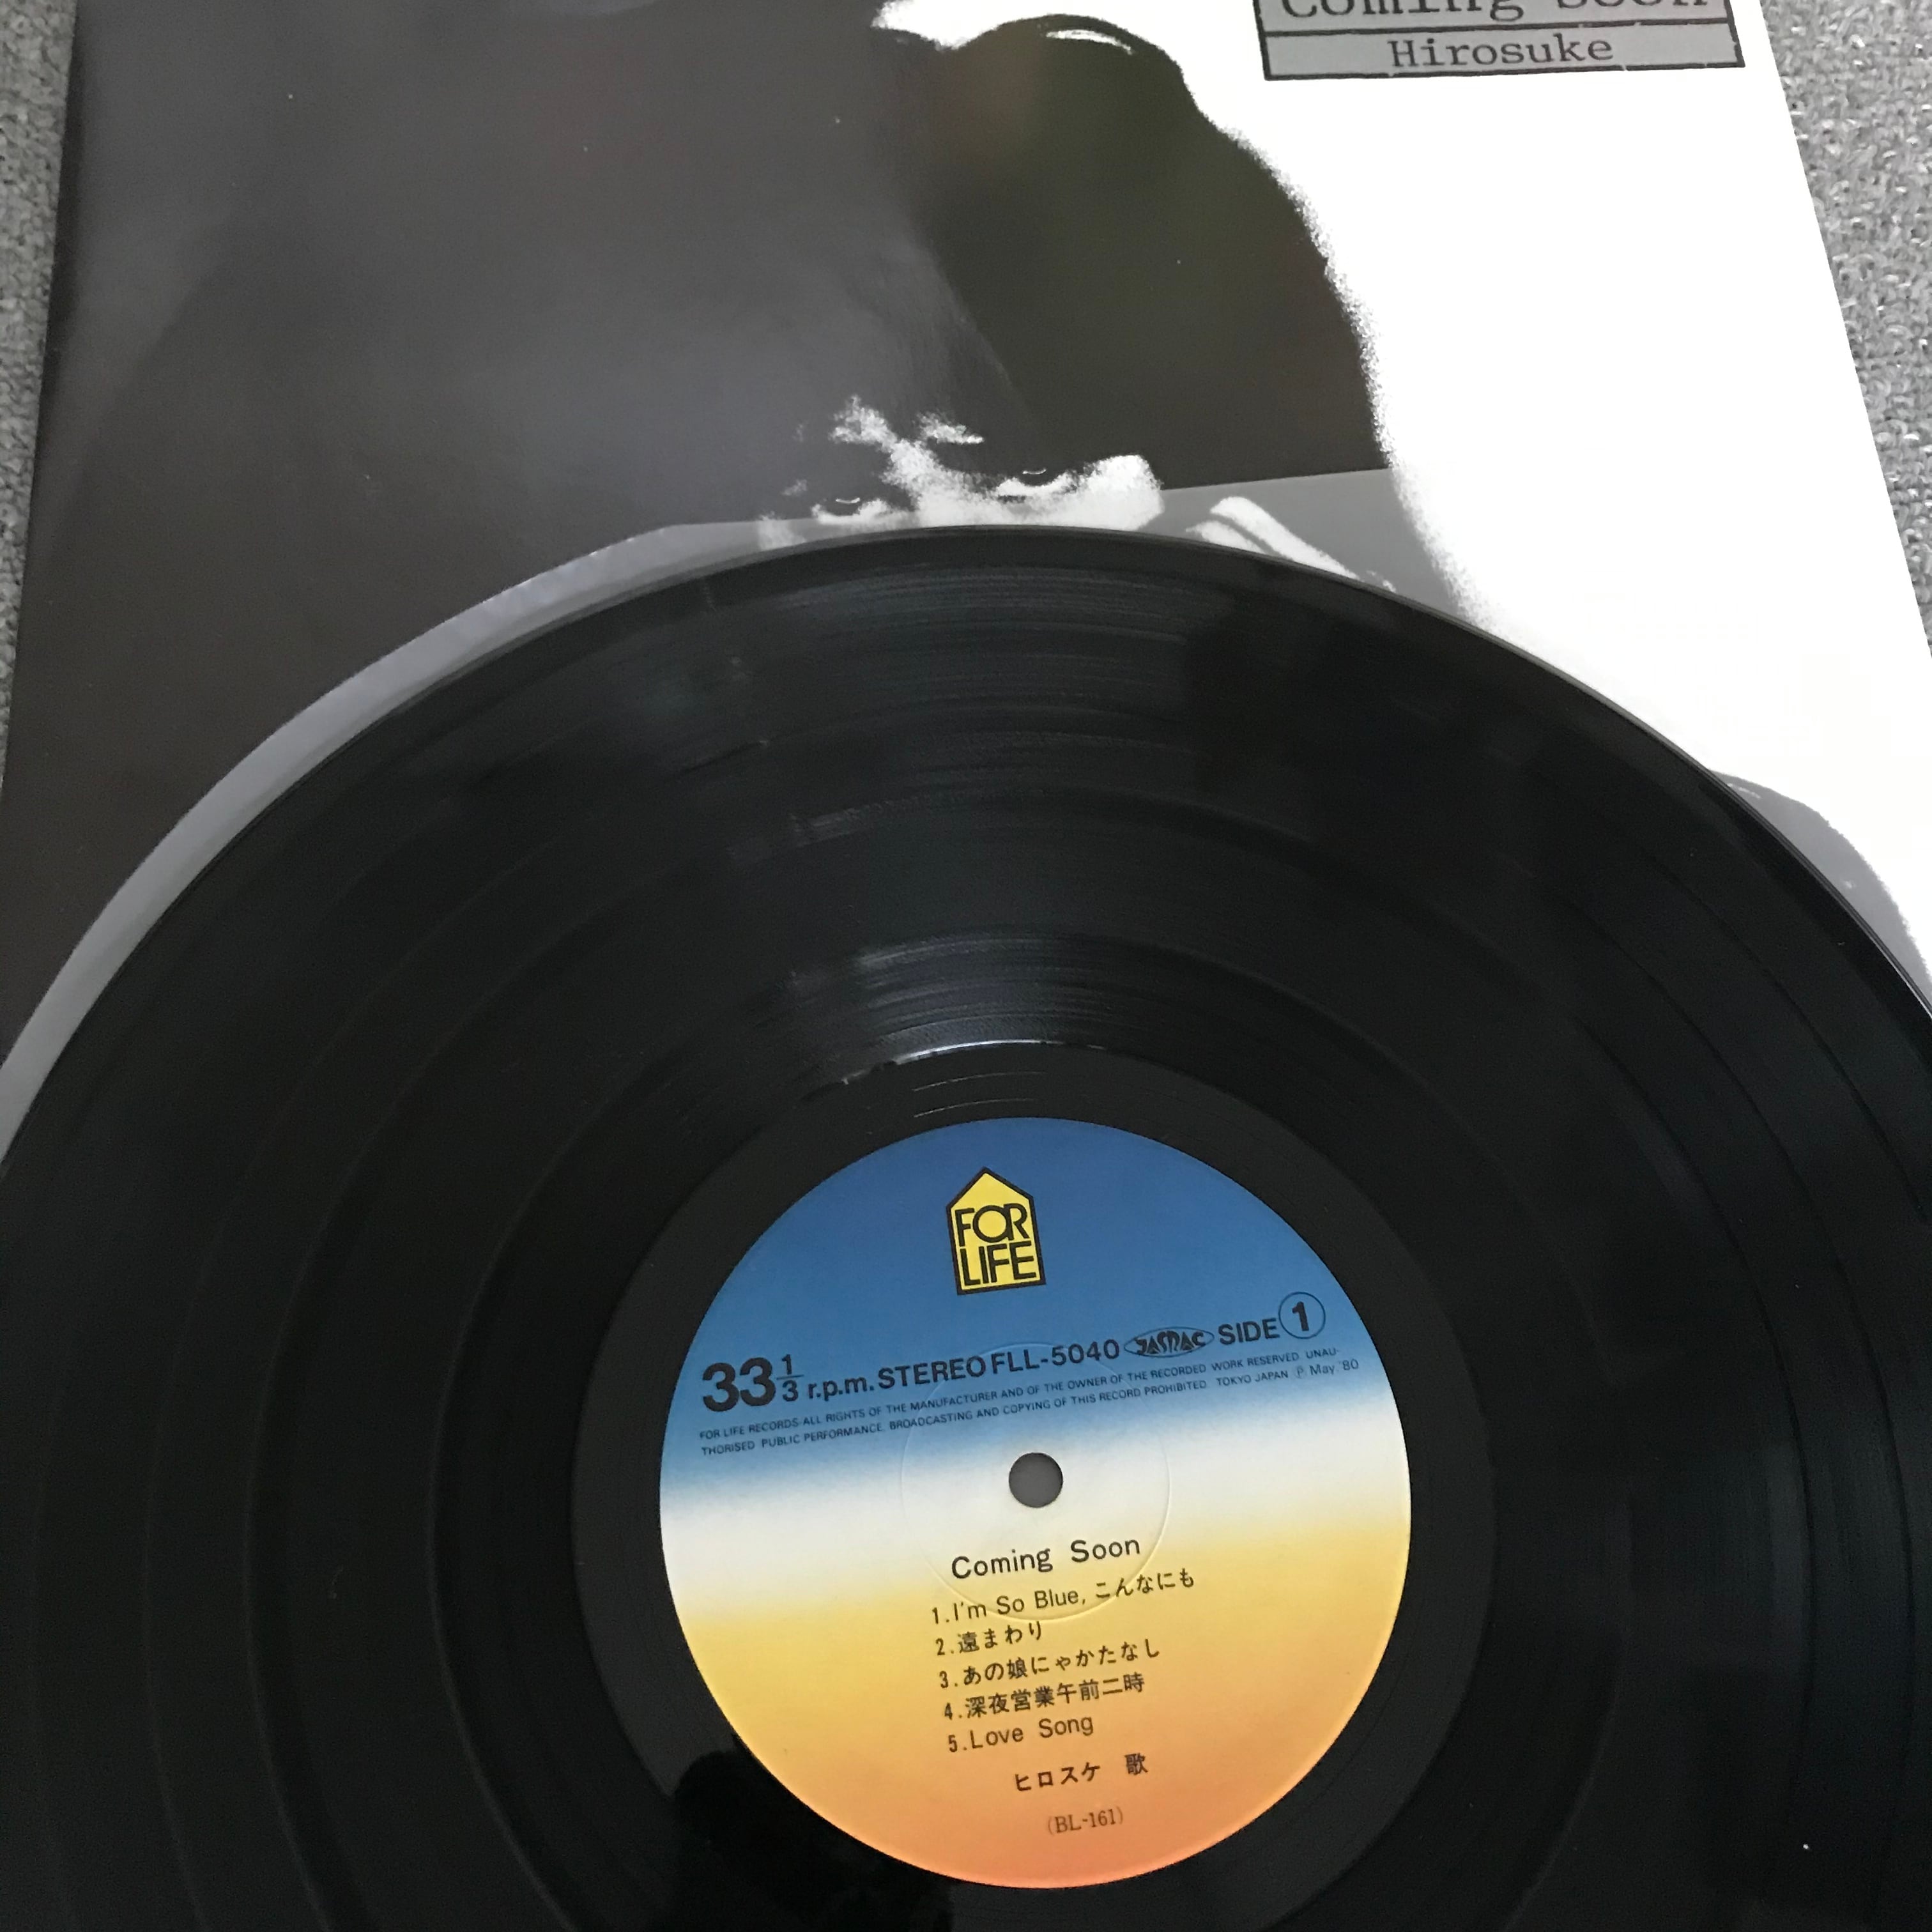 Coming Soon
Hirosuke
FOR
LIFE
33 1/3 r.p.m. STEREO FLL-5040 JASRAC SIDE 1
FOR LIFE RECORDS-ALL RIGHTS OF THE MANUFACTURER AND OF THE OWNER OF THE RECORDED WORK RESERVED. UNAU-
THORISED PUBLIC PERFORMANCE, BROADCASTING AND COPYING OF THIS RECORD PROHIBITED. TOKYO JAPAN Ⓟ May.'80
Coming Soon
1.I'm So Blue, こんなにも
2.遠まわり
3.あの娘にゃかたなし
4.深夜営業午前二時
5.Love Song
ヒロスケ 歌
(BL-161)